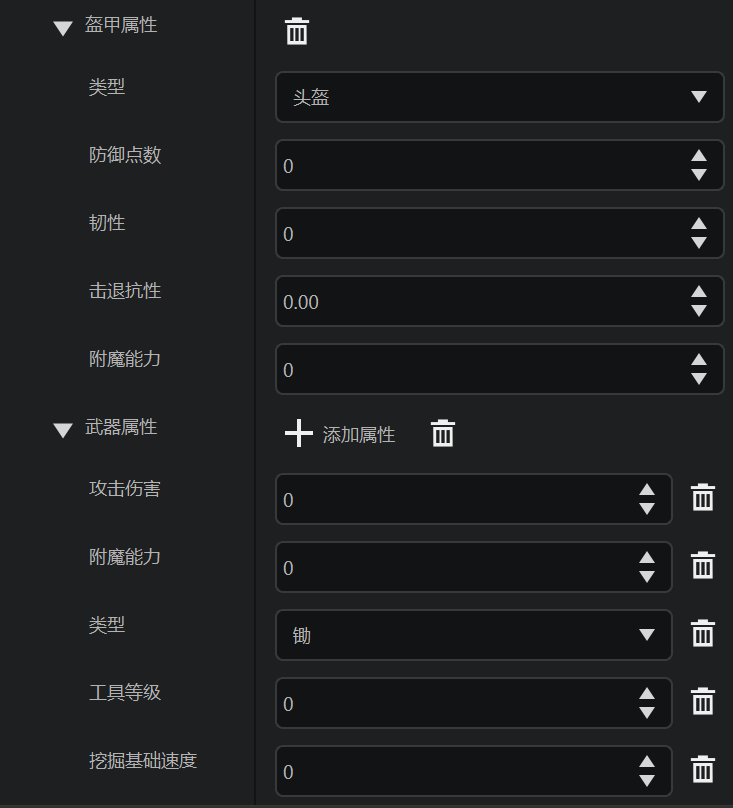 盔甲属性
类型
头盔
防御点数
0
韧性
0
击退抗性
0.00
附魔能力
0
武器属性
添加属性
攻击伤害
0
附魔能力
0
类型
锄
工具等级
0
挖掘基础速度
0